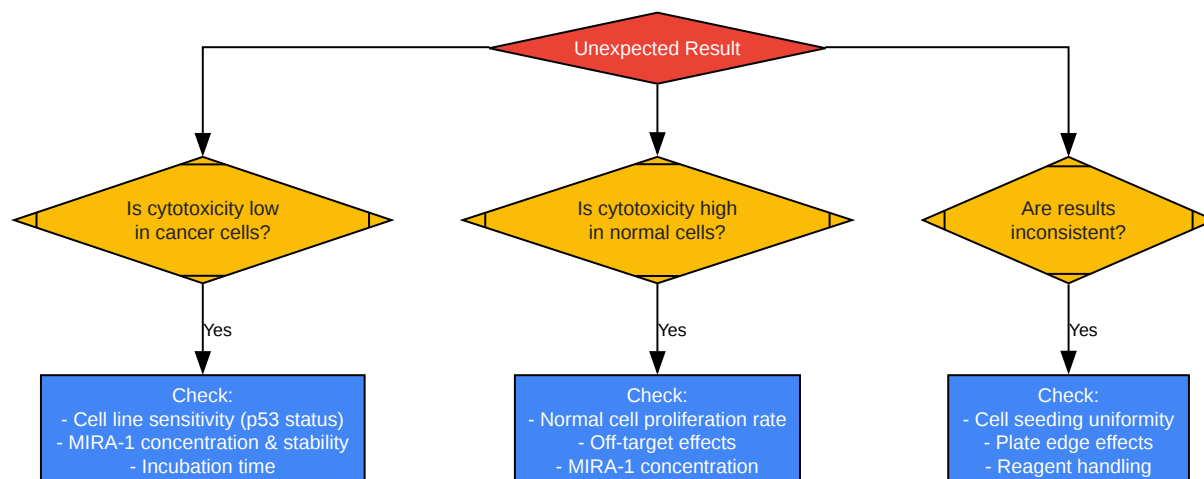 Unexpected Result
Is cytotoxicity low
in cancer cells?
Is cytotoxicity high
in normal cells?
Are results
inconsistent?
Yes
Yes
Yes
Check:
- Cell line sensitivity (p53 status)
- MIRA-1 concentration & stability
- Incubation time
Check:
- Normal cell proliferation rate
- Off-target effects
- MIRA-1 concentration
Check:
- Cell seeding uniformity
- Plate edge effects
- Reagent handling